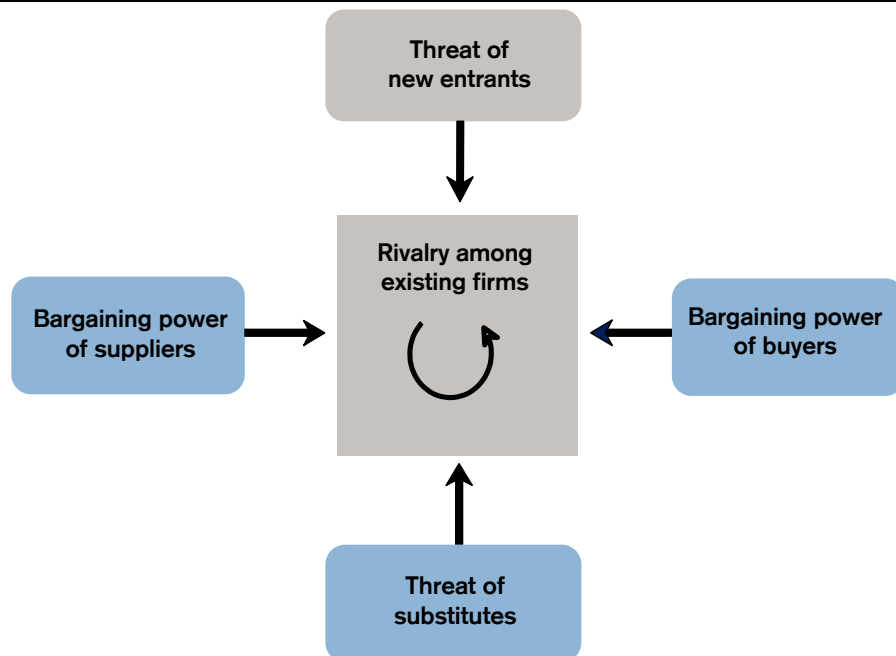 Threat of
new entrants
Rivalry among
existing firms
Bargaining power
of suppliers
Bargaining power
of buyers
Threat of
substitutes